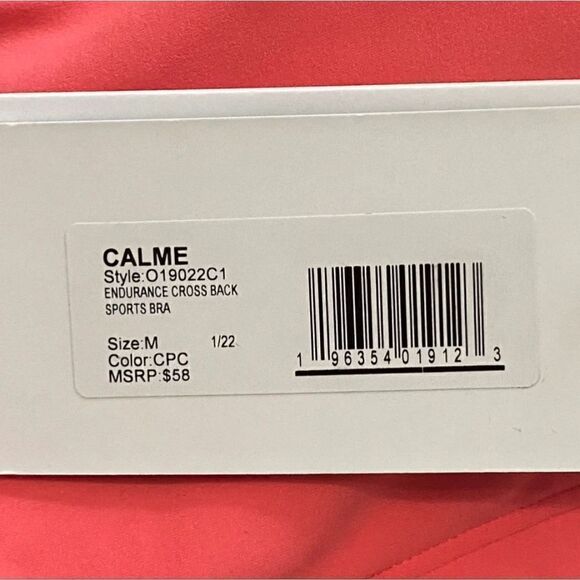 CALME
Style:O19022C1
ENDURANCE CROSS BACK
SPORTS BRA
Size:M 1/22
Color:CPC
MSRP:$58
1 96354 01912 3